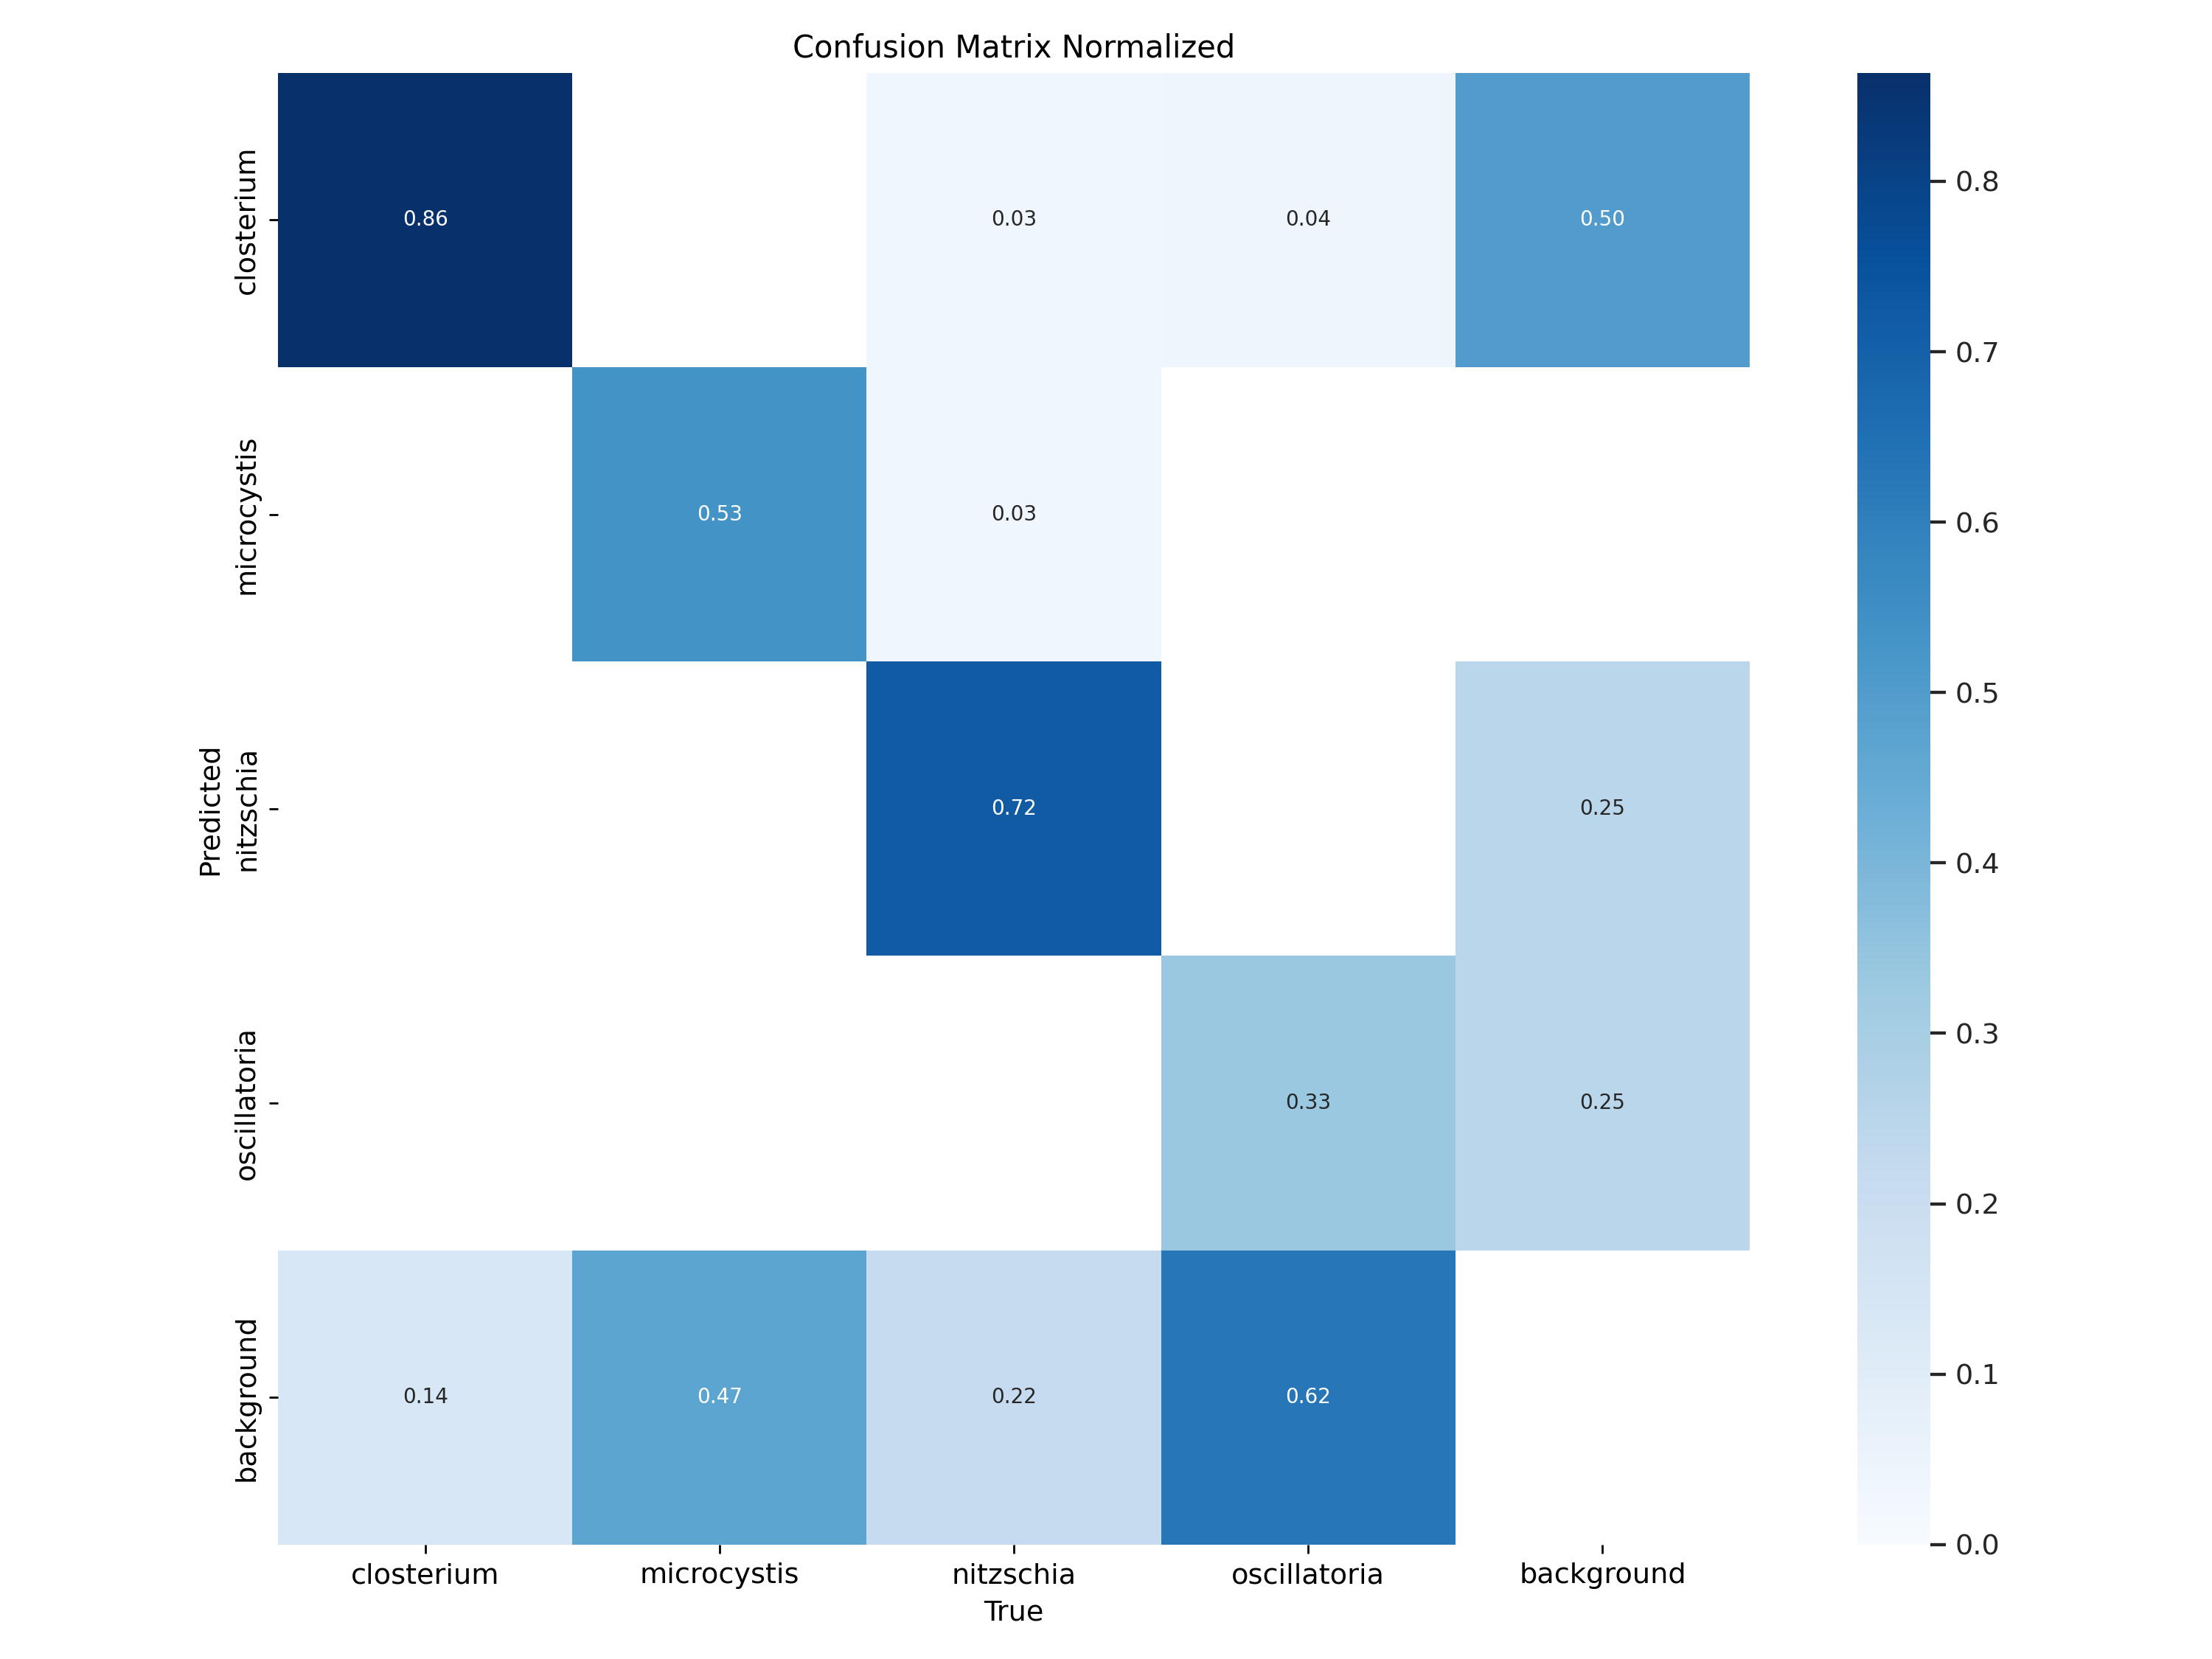 Confusion Matrix Normalized
closterium
0.86
0.03
0.04
0.50
microcystis
0.53
0.03
Predicted
nitzschia
0.72
0.25
oscillatoria
0.33
0.25
background
0.14
0.47
0.22
0.62
closterium
microcystis
nitzschia
oscillatoria
background
True
0.8
0.7
0.6
0.5
0.4
0.3
0.2
0.1
0.0